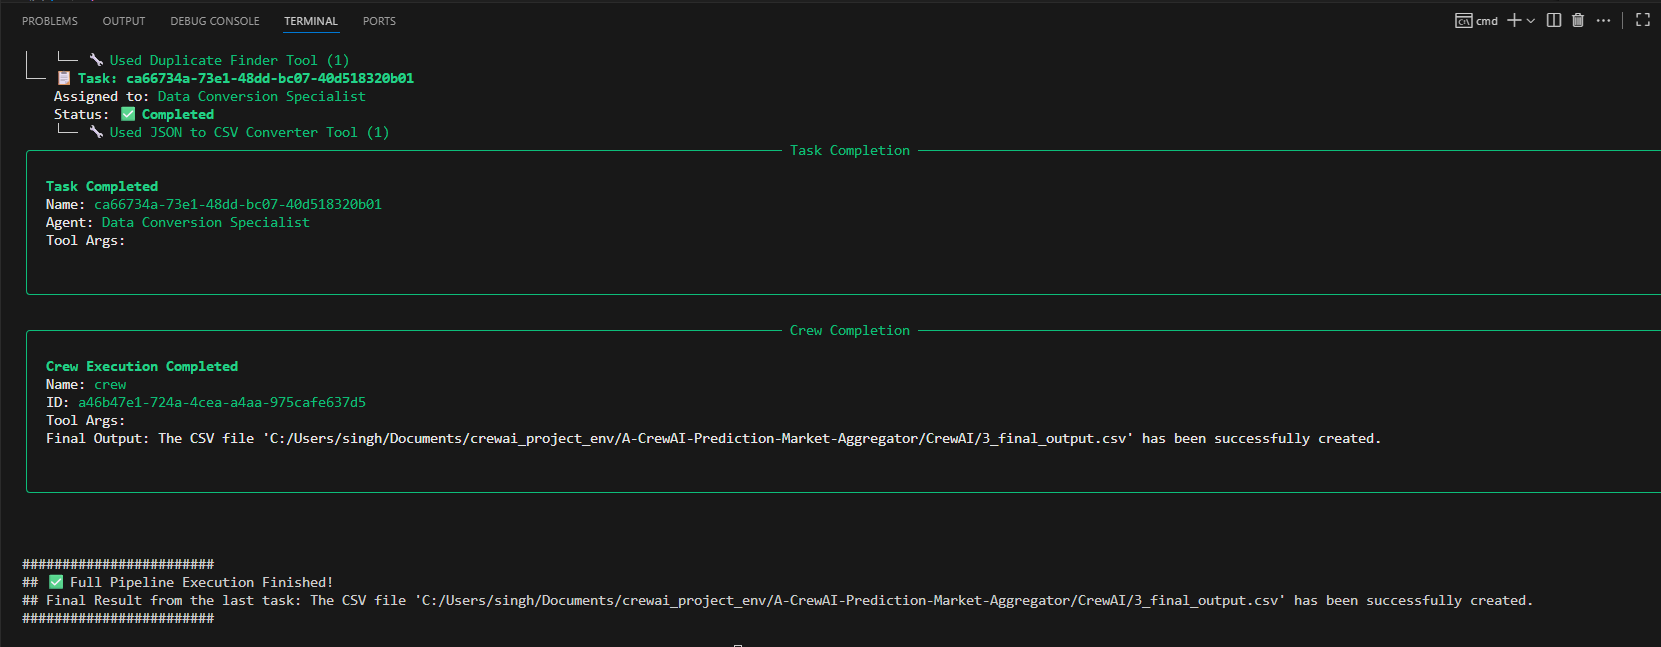 PROBLEMS OUTPUT DEBUG CONSOLE TERMINAL PORTS cmd
Used Duplicate Finder Tool (1)
Task: ca66734a-73e1-48dd-bc07-40d518320b01
Assigned to: Data Conversion Specialist
Status: ✅ Completed
Used JSON to CSV Converter Tool (1)
Task Completion
Task Completed
Name: ca66734a-73e1-48dd-bc07-40d518320b01
Agent: Data Conversion Specialist
Tool Args:
Crew Completion
Crew Execution Completed
Name: crew
ID: a46b47e1-724a-4cea-a4aa-975cafe637d5
Tool Args:
Final Output: The CSV file 'C:/Users/singh/Documents/crewai_project_env/A-CrewAI-Prediction-Market-Aggregator/CrewAI/3_final_output.csv' has been successfully created.
########################
## ✅ Full Pipeline Execution Finished!
## Final Result from the last task: The CSV file 'C:/Users/singh/Documents/crewai_project_env/A-CrewAI-Prediction-Market-Aggregator/CrewAI/3_final_output.csv' has been successfully created.
########################